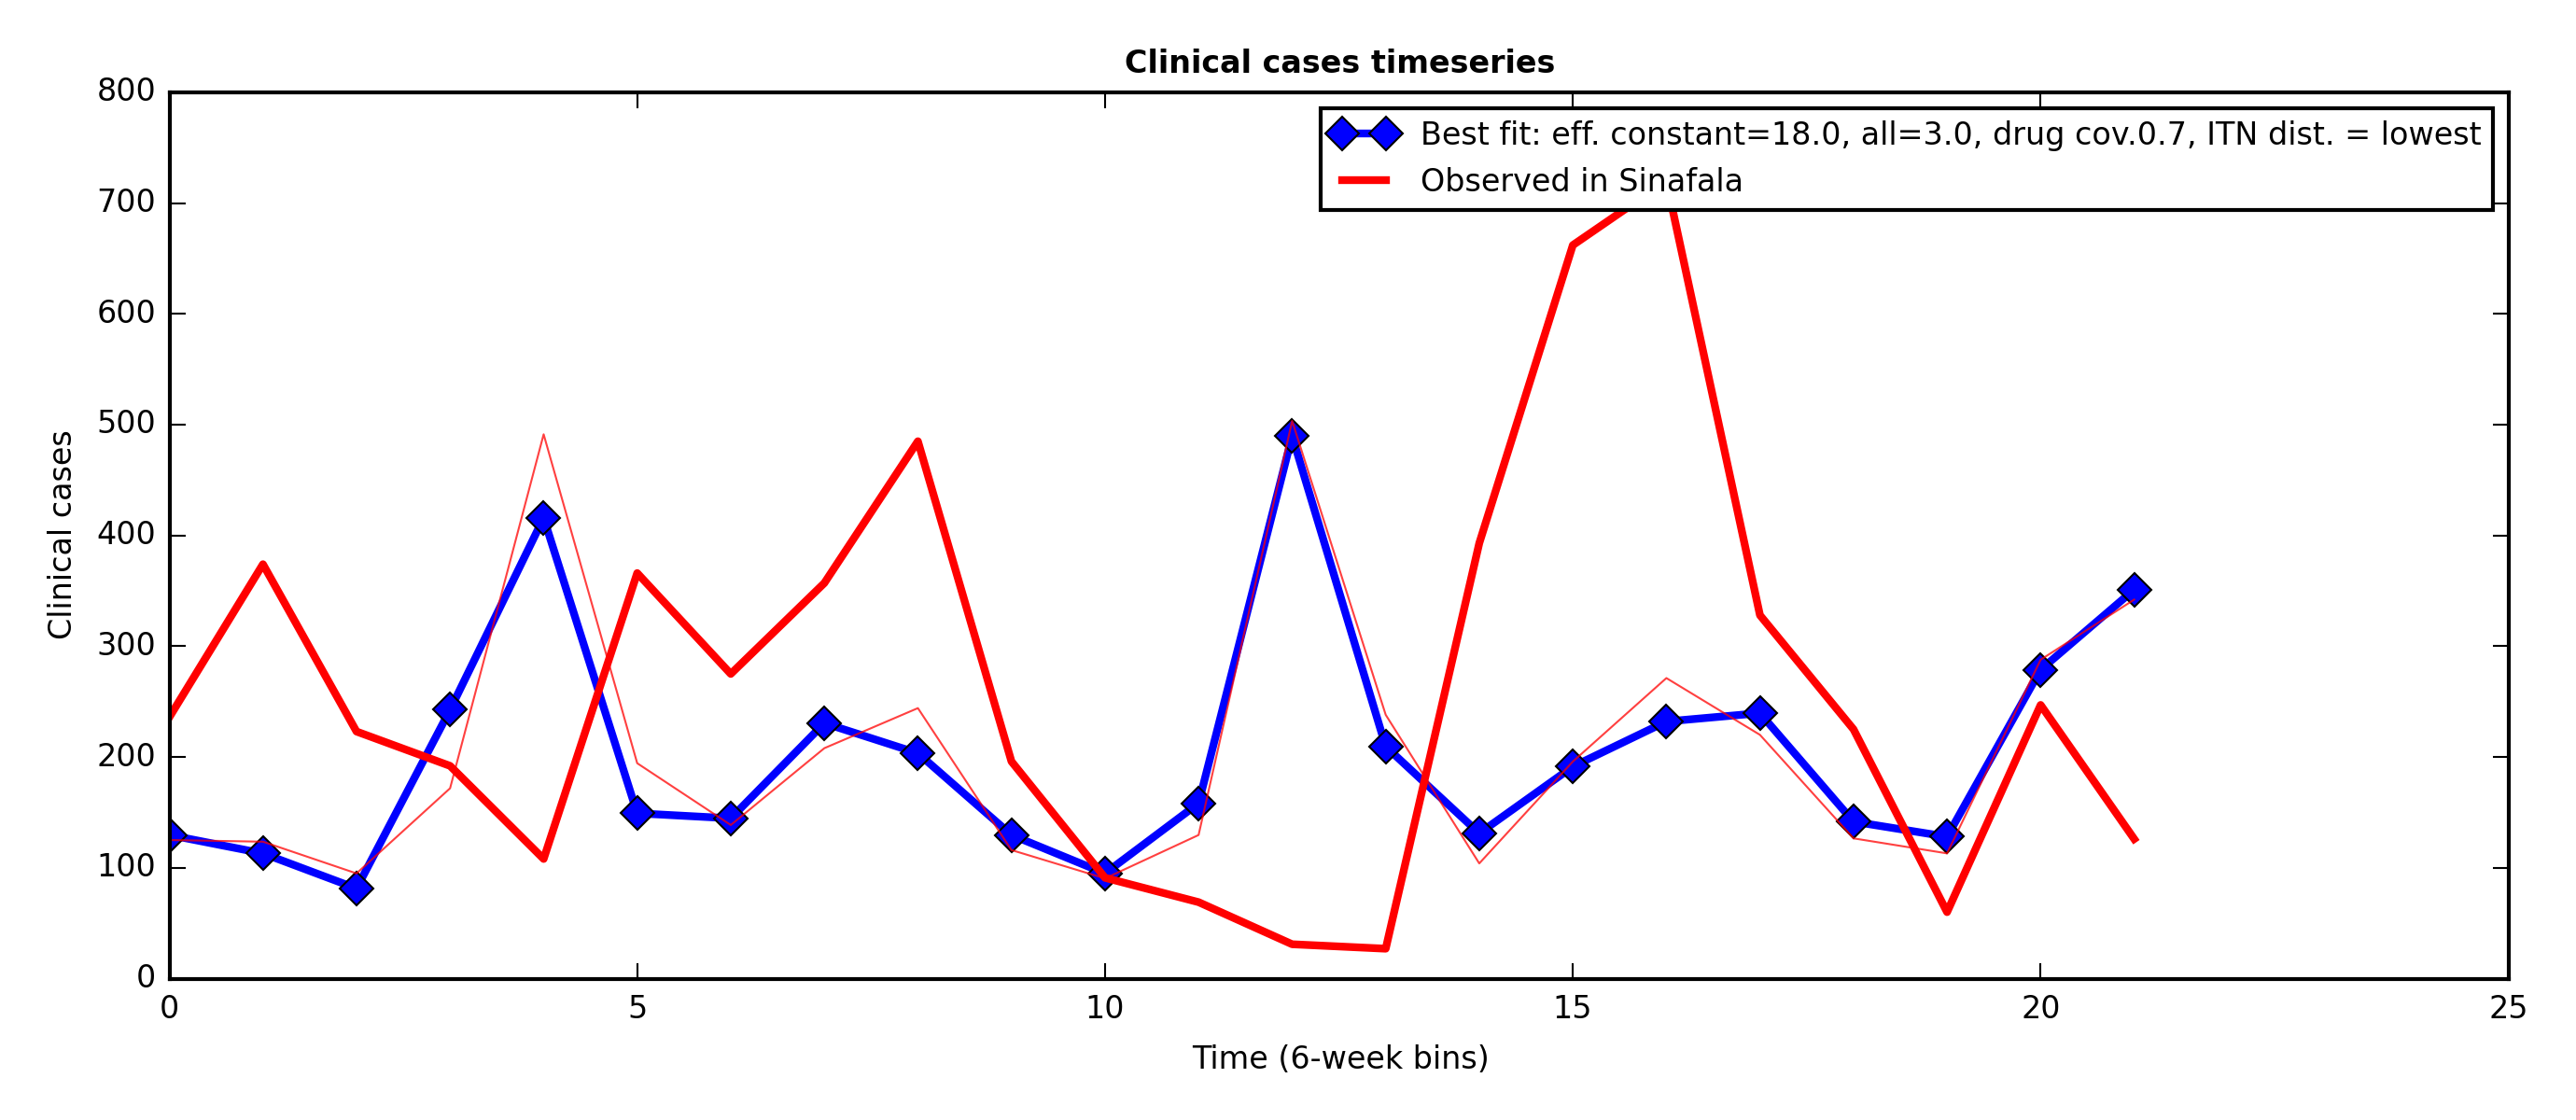 Clinical cases timeseries
800
700
600
500
400
300
200
100
0
Clinical cases
Best fit: eff. constant=18.0, all=3.0, drug cov.0.7, ITN dist. = lowest
Observed in Sinafala
0 5 10 15 20 25
Time (6-week bins)